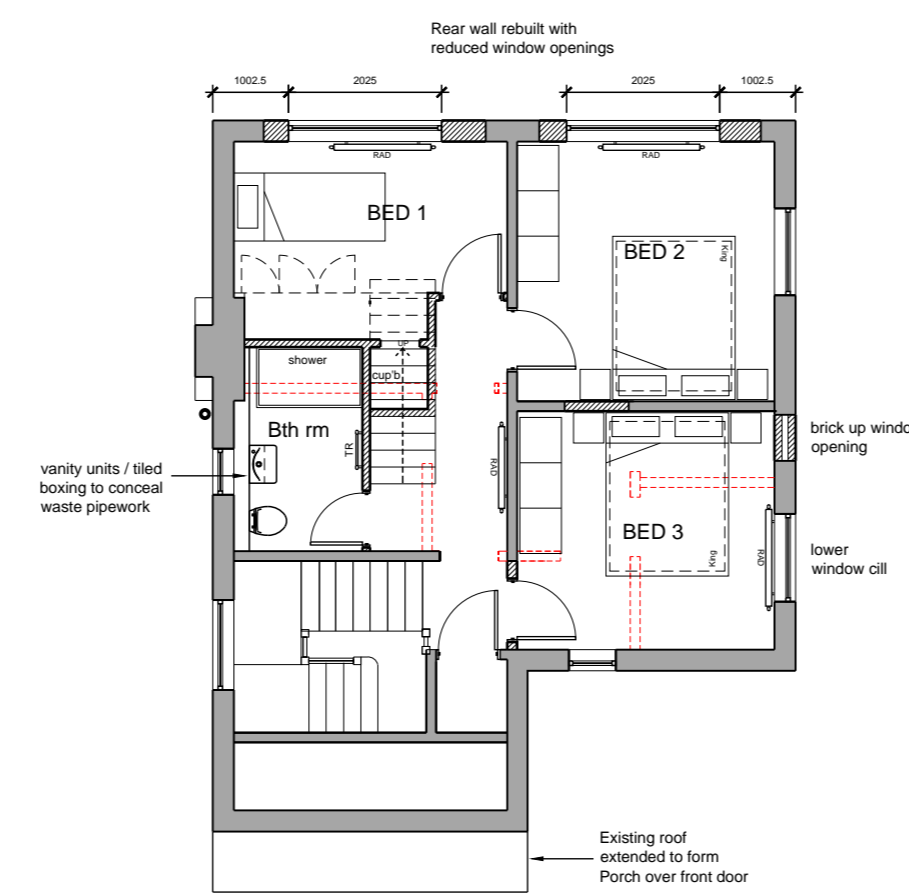 Rear wall rebuilt with
reduced window openings
1002.5
2025
2025
1002.5
RAD
RAD
BED 1
BED 2
King
UP
shower
cup'b
Bth rm
TR
RAD
brick up windo
opening
vanity units / tiled
boxing to conceal
waste pipework
BED 3
King
RAD
lower
window cill
Existing roof
extended to form
Porch over front door